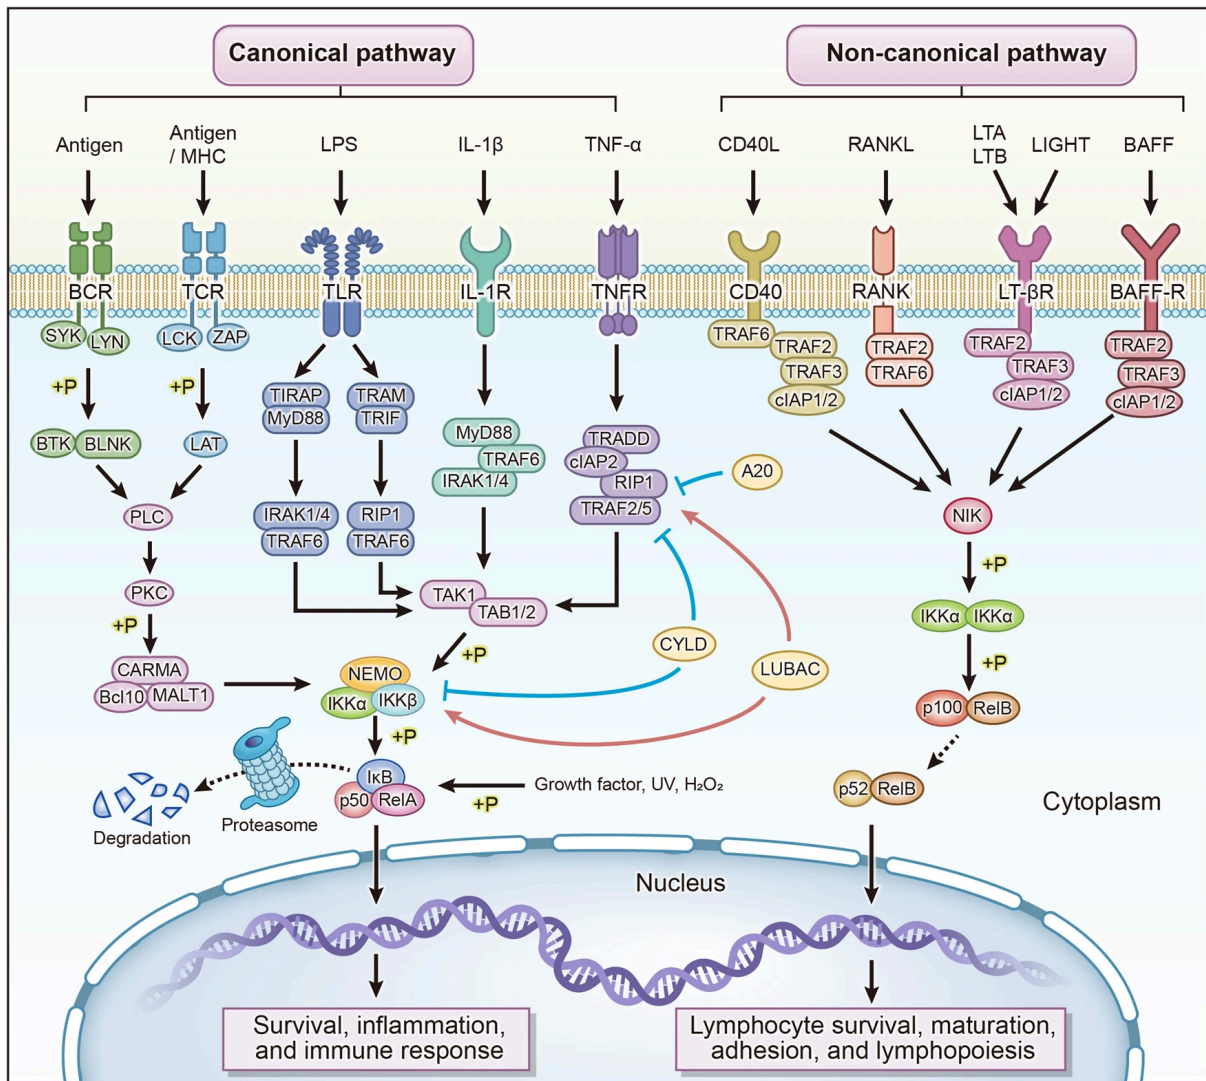 Canonical pathway
Non-canonical pathway
Antigen
Antigen
/ MHC
LPS
IL-1β
TNF-α
CD40L
RANKL
LTA
LTB
LIGHT
BAFF
BCR
TCR
TLR
IL-1R
TNFR
CD40
RANK
LT-βR
BAFF-R
SYK
LYN
LCK
ZAP
TRAF6
TRAF2
TRAF3
cIAP1/2
TRAF2
TRAF6
TRAF2
TRAF3
cIAP1/2
TRAF2
TRAF3
cIAP1/2
+P
+P
TIRAP
MyD88
TRAM
TRIF
BTK
BLNK
LAT
MyD88
TRAF6
IRAK1/4
TRADD
cIAP2
RIP1
TRAF2/5
A20
PLC
IRAK1/4
TRAF6
RIP1
TRAF6
NIK
+P
PKC
+P
TAK1
TAB1/2
IKKα
IKKα
+P
CYLD
LUBAC
+P
CARMA
Bcl10
MALT1
NEMO
IKKα
IKKβ
p100
RelB
+P
IκB
p50
RelA
Growth factor, UV, H₂O₂
+P
p52
RelB
Cytoplasm
Proteasome
Degradation
Nucleus
Survival, inflammation,
and immune response
Lymphocyte survival, maturation,
adhesion, and lymphopoiesis